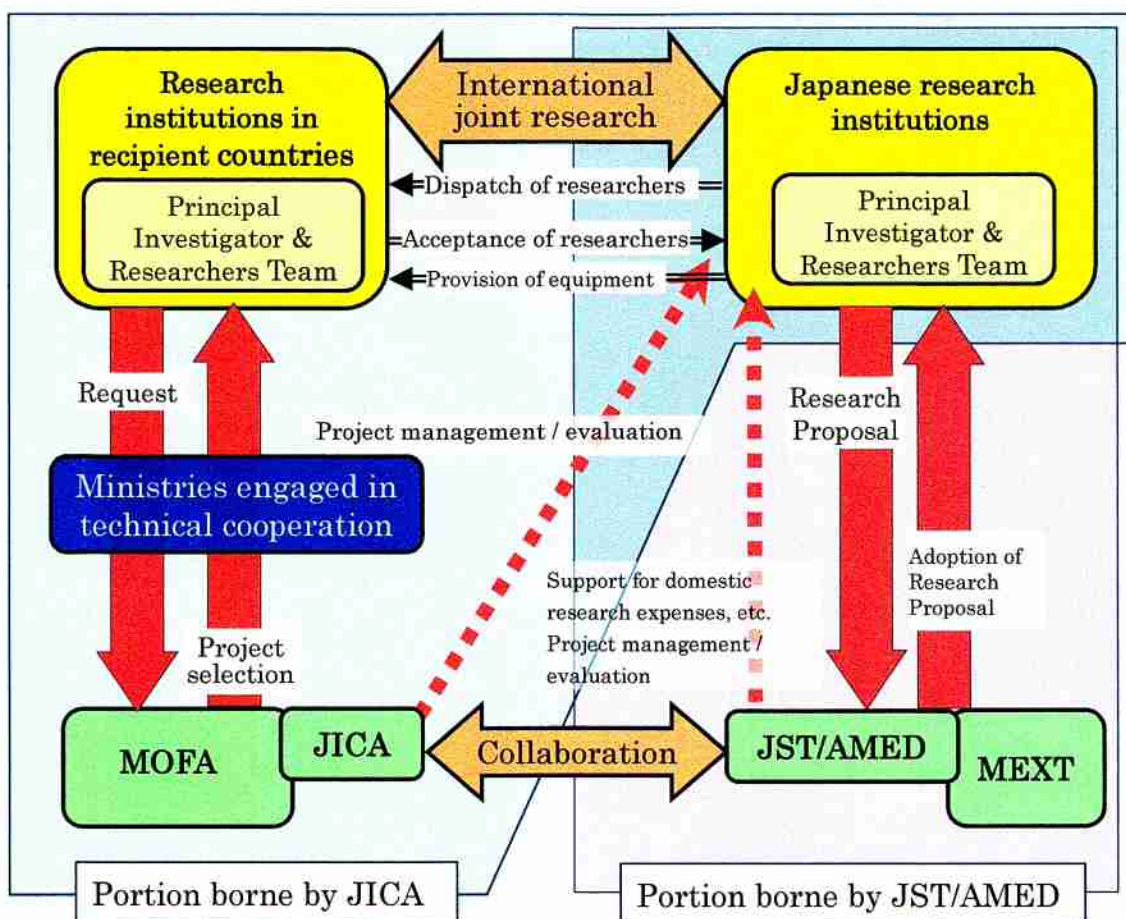 Research
institutions in
recipient countries
Principal
Investigator &
Researchers Team
International
joint research
Japanese research
institutions
Principal
Investigator &
Researchers Team
Dispatch of researchers
Acceptance of researchers
Provision of equipment
Request
Project management / evaluation
Research
Proposal
Ministries engaged in
technical cooperation
Adoption of
Research
Proposal
Support for domestic
research expenses, etc.
Project management /
evaluation
Project
selection
MOFA
JICA
Collaboration
JST/AMED
MEXT
Portion borne by JICA
Portion borne by JST/AMED